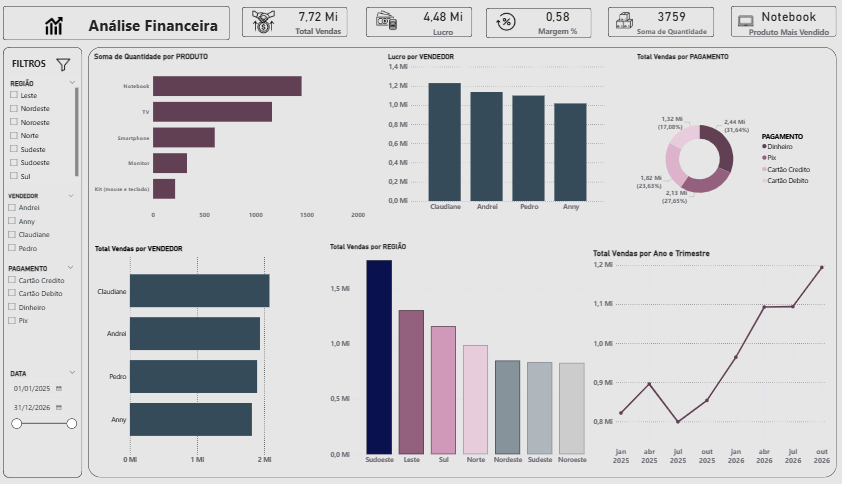 Análise Financeira
7,72 Mi
Total Vendas
4,48 Mi
Lucro
0,58
Margem %
3759
Soma de Quantidade
Notebook
Produto Mais Vendido
FILTROS
REGIÃO
Leste
Nordeste
Noroeste
Norte
Sudeste
Sudoeste
Sul
VENDEDOR
Andrei
Anny
Claudiane
Pedro
PAGAMENTO
Cartão Credito
Cartão Debito
Dinheiro
Pix
DATA
01/01/2025
31/12/2026
Soma de Quantidade por PRODUTO
Notebook
TV
Smartphone
Monitor
Kit (mouse e teclado)
0 500 1000 1500 2000
Lucro por VENDEDOR
1,4 Mi
1,2 Mi
1,0 Mi
0,8 Mi
0,6 Mi
0,4 Mi
0,2 Mi
0,0 Mi
Claudiane Andrei Pedro Anny
Total Vendas por PAGAMENTO
1,32 Mi
(17,08%)
2,44 Mi
(31,64%)
1,82 Mi
(23,63%)
2,13 Mi
(27,65%)
PAGAMENTO
Dinheiro
Pix
Cartão Credito
Cartão Debito
Total Vendas por VENDEDOR
Claudiane
Andrei
Pedro
Anny
0 Mi 1 Mi 2 Mi
Total Vendas por REGIÃO
1,5 Mi
1,0 Mi
0,5 Mi
0,0 Mi
Sudoeste Leste Sul Norte Nordeste Sudeste Noroeste
Total Vendas por Ano e Trimestre
1,2 Mi
1,1 Mi
1,0 Mi
0,9 Mi
0,8 Mi
jan abr jul out jan abr jul out
2025 2025 2025 2025 2026 2026 2026 2026